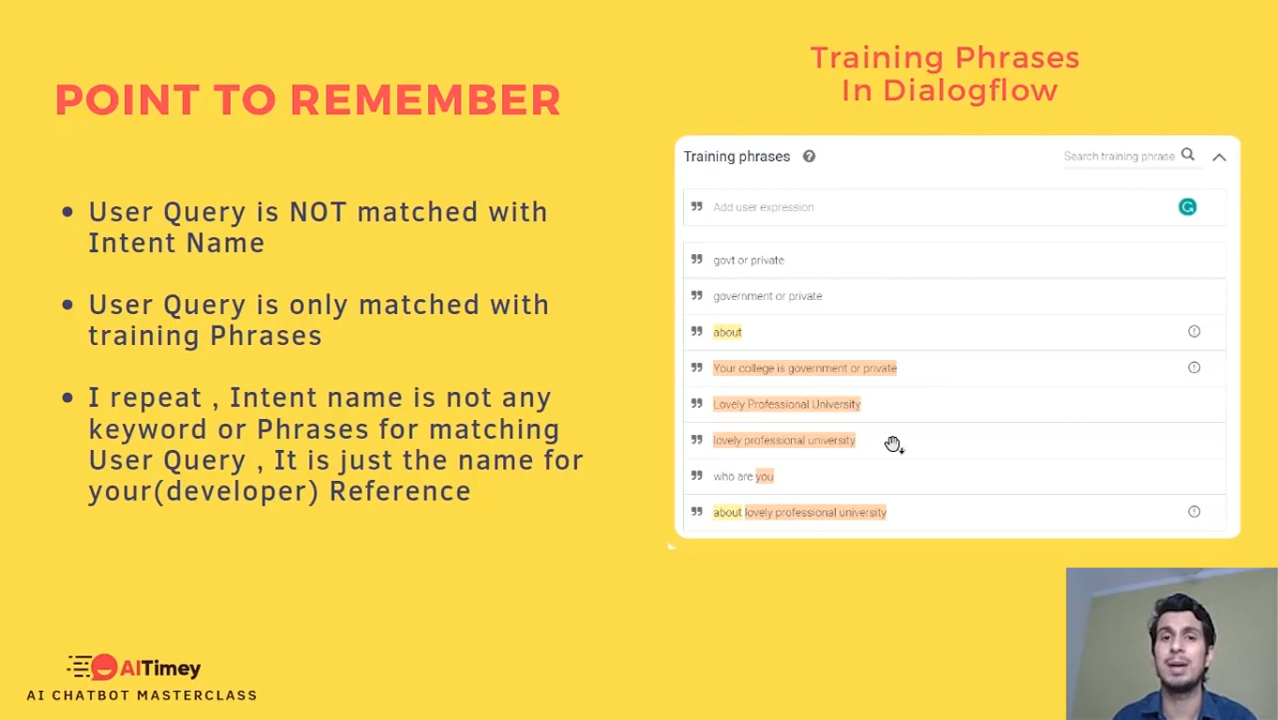 POINT TO REMEMBER
User Query is NOT matched with
Intent Name
User Query is only matched with
training Phrases
I repeat , Intent name is not any
keyword or Phrases for matching
User Query , It is just the name for
your(developer) Reference
Training Phrases
In Dialogflow
Training phrases
Search training phrase
Add user expression
govt or private
government or private
about
Your college is government or private
Lovely Professional University
lovely professional university
who are you
about lovely professional university
AITimey
AI CHATBOT MASTERCLASS